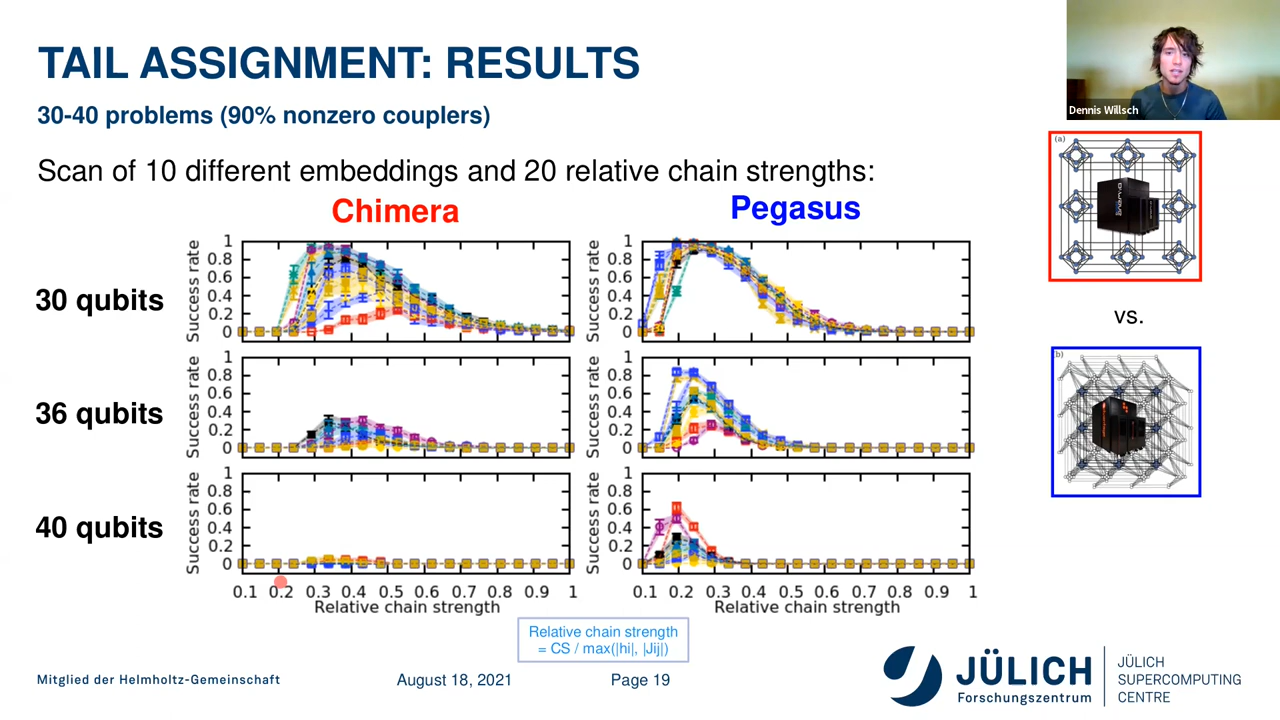 TAIL ASSIGNMENT: RESULTS
30-40 problems (90% nonzero couplers)
Dennis Willsch
Scan of 10 different embeddings and 20 relative chain strengths:
Chimera
Pegasus
(a)
30 qubits
Success rate
1
0.8
0.6
0.4
0.2
0
Success rate
1
0.8
0.6
0.4
0.2
0
vs.
36 qubits
Success rate
1
0.8
0.6
0.4
0.2
0
Success rate
1
0.8
0.6
0.4
0.2
0
b)
40 qubits
Success rate
1
0.8
0.6
0.4
0.2
0
Success rate
1
0.8
0.6
0.4
0.2
0
0.1 0.2 0.3 0.4 0.5 0.6 0.7 0.8 0.9 1
Relative chain strength
0.1 0.2 0.3 0.4 0.5 0.6 0.7 0.8 0.9 1
Relative chain strength
Relative chain strength
= CS / max(|hi|, |Jij|)
Mitglied der Helmholtz-Gemeinschaft
August 18, 2021
Page 19
JÜLICH
Forschungszentrum
JÜLICH
SUPERCOMPUTING
CENTRE